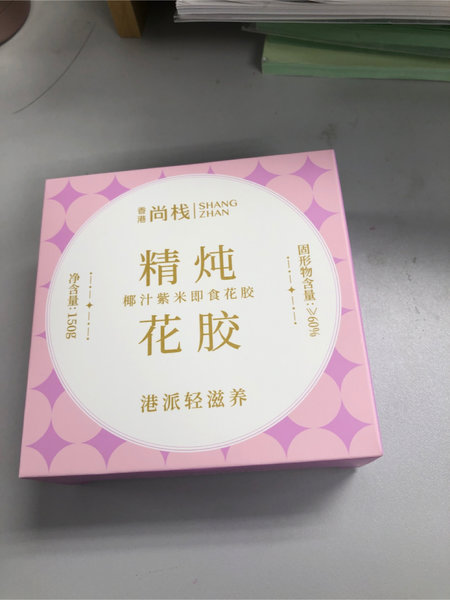 香港 尚栈 SHANG
ZHAN
精炖
椰汁紫米即食花胶
花胶
净含量:150g
固形物含量:≥60%
港派轻滋养